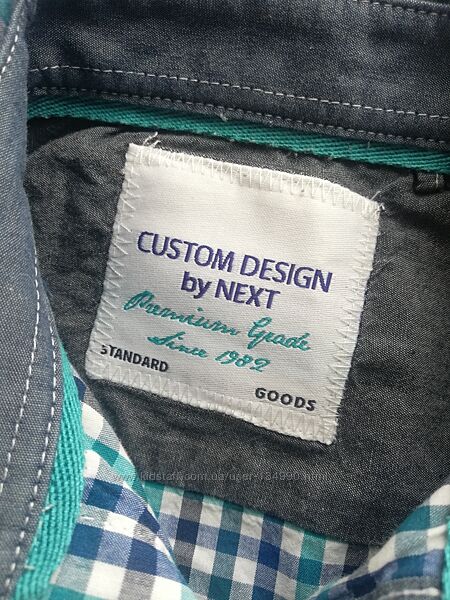 CUSTOM DESIGN
by NEXT
Premium Grade
Since 1982
STANDARD
GOODS